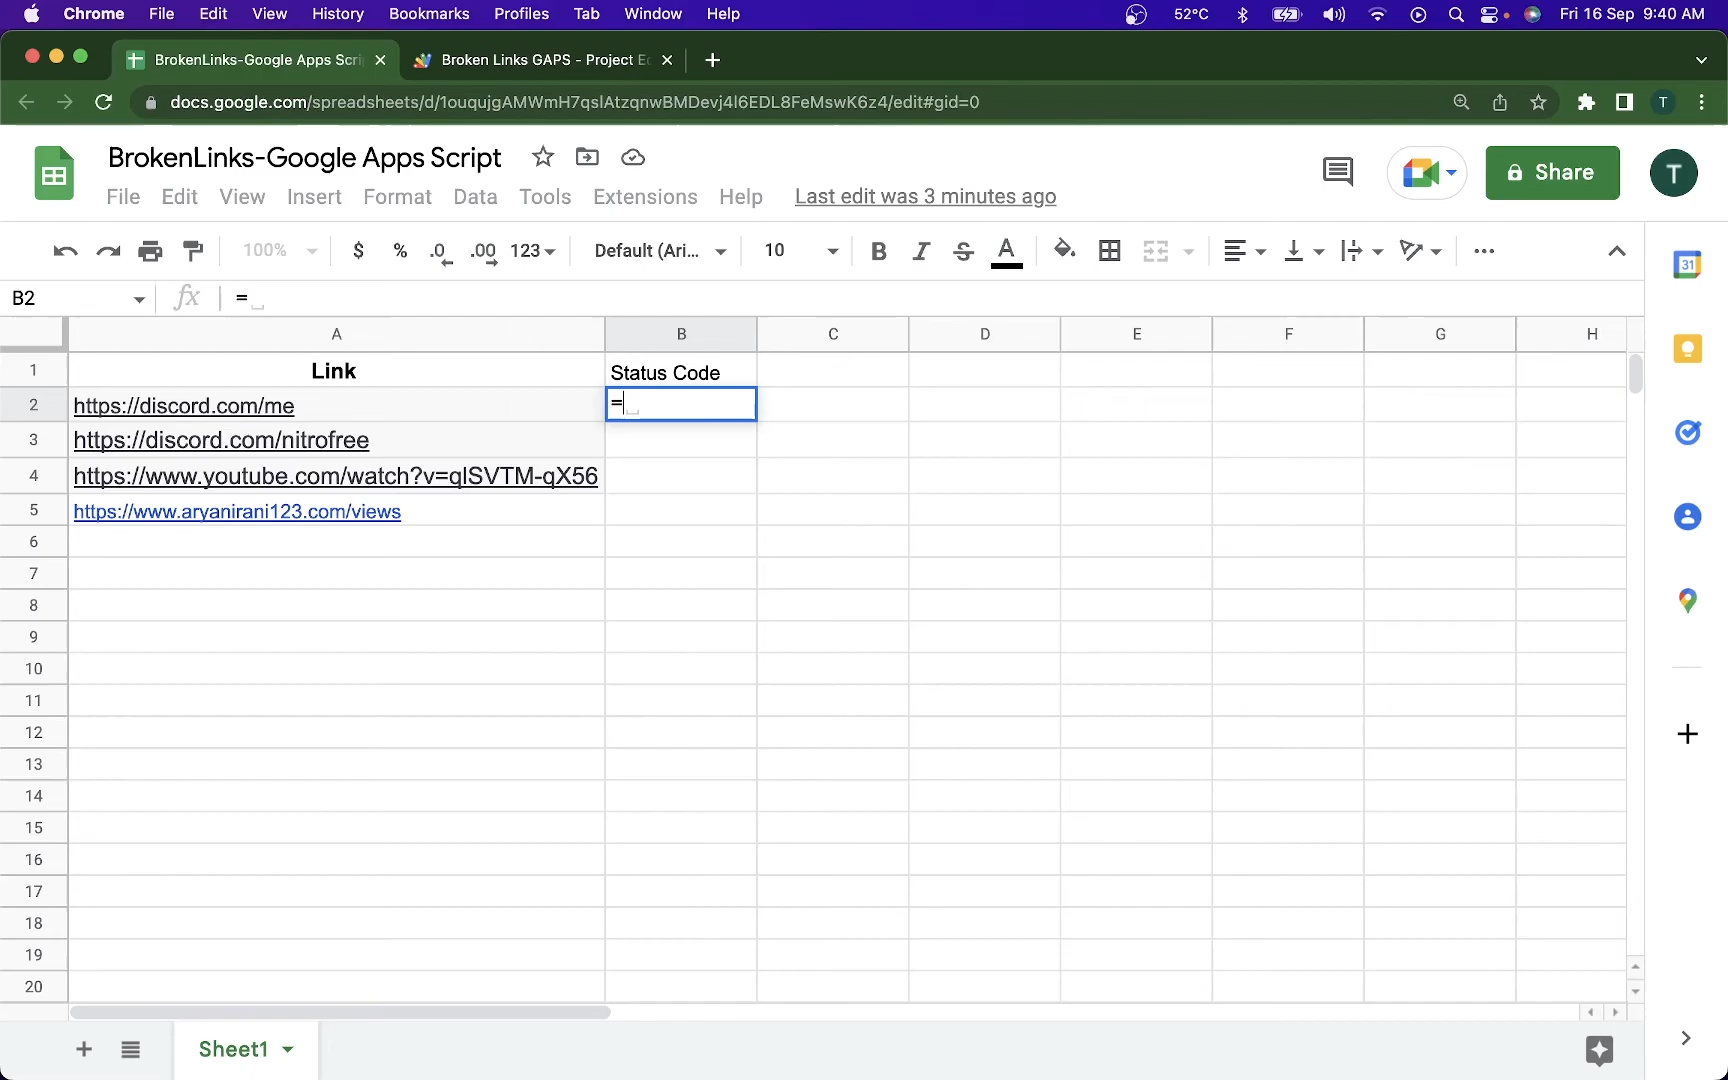 Chrome File Edit View History Bookmarks Profiles Tab Window Help 52°C Fri 16 Sep 9:40 AM
BrokenLinks-Google Apps Scri Broken Links GAPS - Project E
docs.google.com/spreadsheets/d/1ouqujgAMWmH7qslAtzqnwBMDevj4l6EDL8FeMswK6z4/edit#gid=0 T
BrokenLinks-Google Apps Script
Share T
File Edit View Insert Format Data Tools Extensions Help Last edit was 3 minutes ago
100% $ % .0 .00 123 Default (Ari... 10 B I S A
31
B2 fx =
A B C D E F G H
1 Link Status Code
2 https://discord.com/me =
3 https://discord.com/nitrofree
4 https://www.youtube.com/watch?v=qlSVTM-qX56
5 https://www.aryanirani123.com/views
6
7
8
9
10
11
12
13
14
15
16
17
18
19
20
Sheet1